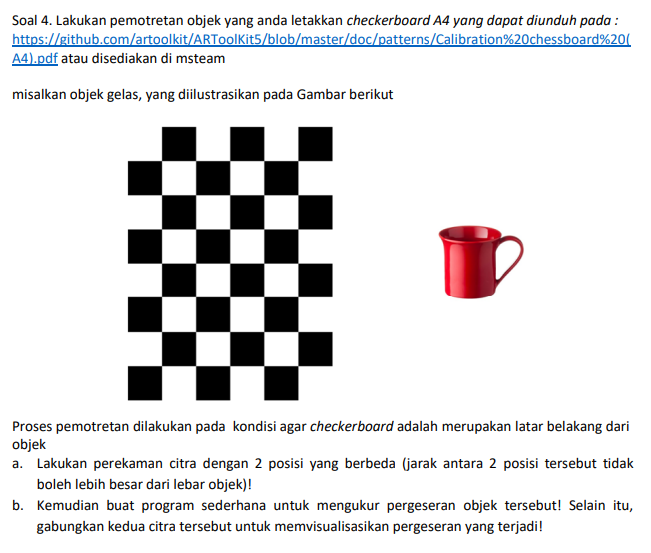 Soal 4. Lakukan pemotretan objek yang anda letakkan checkerboard A4 yang dapat diunduh pada :
https://github.com/artoolkit/ARToolKit5/blob/master/doc/patterns/Calibration%20chessboard%20(
A4).pdf atau disediakan di msteam
misalkan objek gelas, yang diilustrasikan pada Gambar berikut
Proses pemotretan dilakukan pada kondisi agar checkerboard adalah merupakan latar belakang dari
objek
a. Lakukan perekaman citra dengan 2 posisi yang berbeda (jarak antara 2 posisi tersebut tidak
boleh lebih besar dari lebar objek)!
b. Kemudian buat program sederhana untuk mengukur pergeseran objek tersebut! Selain itu,
gabungkan kedua citra tersebut untuk memvisualisasikan pergeseran yang terjadi!